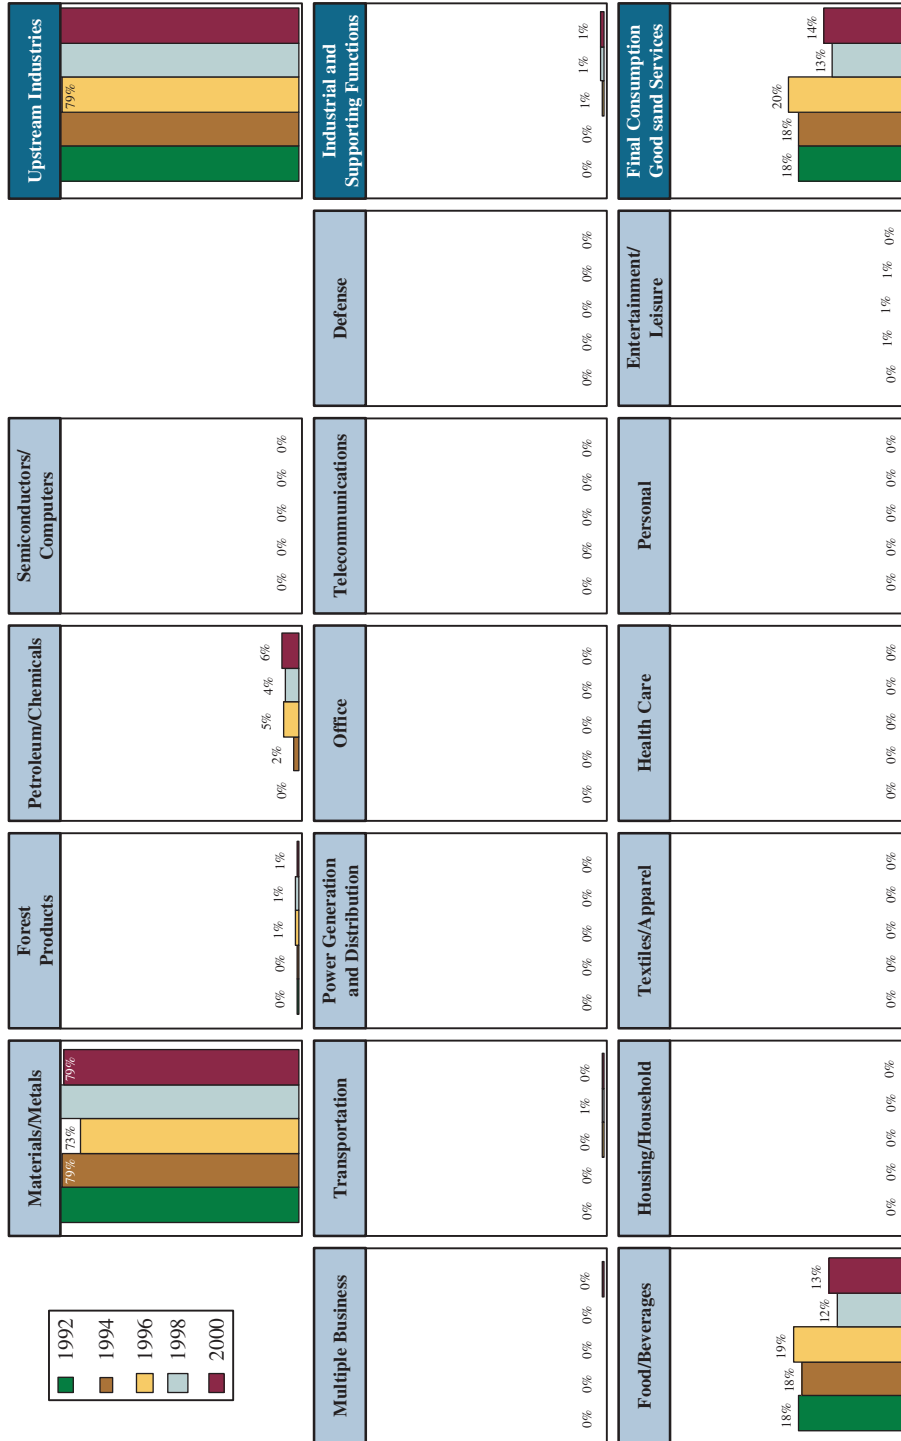 1992
1994
1996
1998
2000
Materials/Metals
79% 73% 79%
Forest
Products
0% 0% 1% 1% 1%
Petroleum/Chemicals
0% 2% 5% 4% 6%
Semiconductors/
Computers
0% 0% 0% 0% 0%
Upstream Industries
79%
Multiple Business
0% 0% 0% 0% 0%
Transportation
0% 0% 0% 1% 0%
Power Generation
and Distribution
0% 0% 0% 0% 0%
Office
0% 0% 0% 0% 0%
Telecommunications
0% 0% 0% 0% 0%
Defense
0% 0% 0% 0% 0%
Industrial and
Supporting Functions
0% 0% 1% 1% 1%
Food/Beverages
18% 18% 19% 12% 13%
Housing/Household
0% 0% 0% 0% 0%
Textiles/Apparel
0% 0% 0% 0% 0%
Health Care
0% 0% 0% 0% 0%
Personal
0% 0% 0% 0% 0%
Entertainment/
Leisure
0% 1% 1% 1% 0%
Final Consumption
Good sand Services
18% 18% 20% 13% 14%